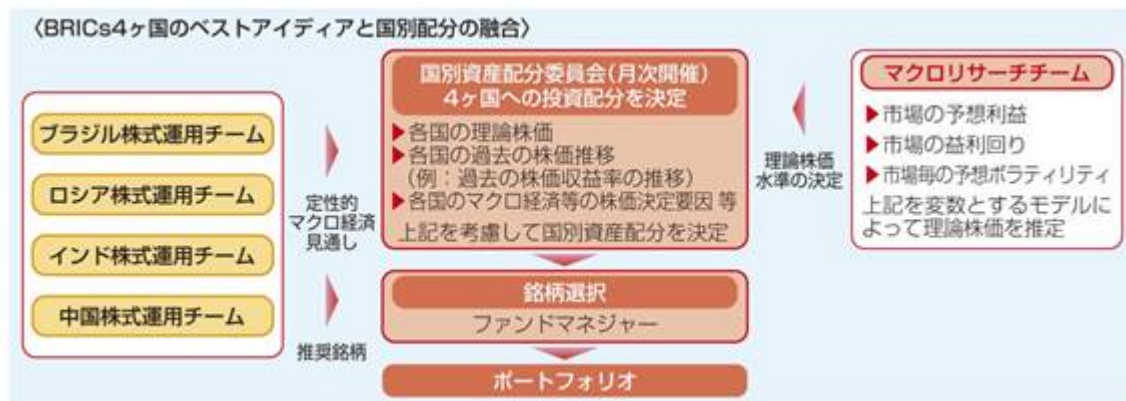 〈BRICs4ヶ国のベストアイディアと国別配分の融合〉
ブラジル株式運用チーム
ロシア株式運用チーム
インド株式運用チーム
中国株式運用チーム
定性的
マクロ経済
見通し
推奨銘柄
国別資産配分委員会(月次開催)
4ヶ国への投資配分を決定
▶各国の理論株価
▶各国の過去の株価推移
(例:過去の株価収益率の推移)
▶各国のマクロ経済等の株価決定要因 等
上記を考慮して国別資産配分を決定
銘柄選択
ファンドマネジャー
ポートフォリオ
理論株価
水準の決定
マクロリサーチチーム
▶市場の予想利益
▶市場の益利回り
▶市場毎の予想ボラティリティ
上記を変数とするモデルに
よって理論株価を推定